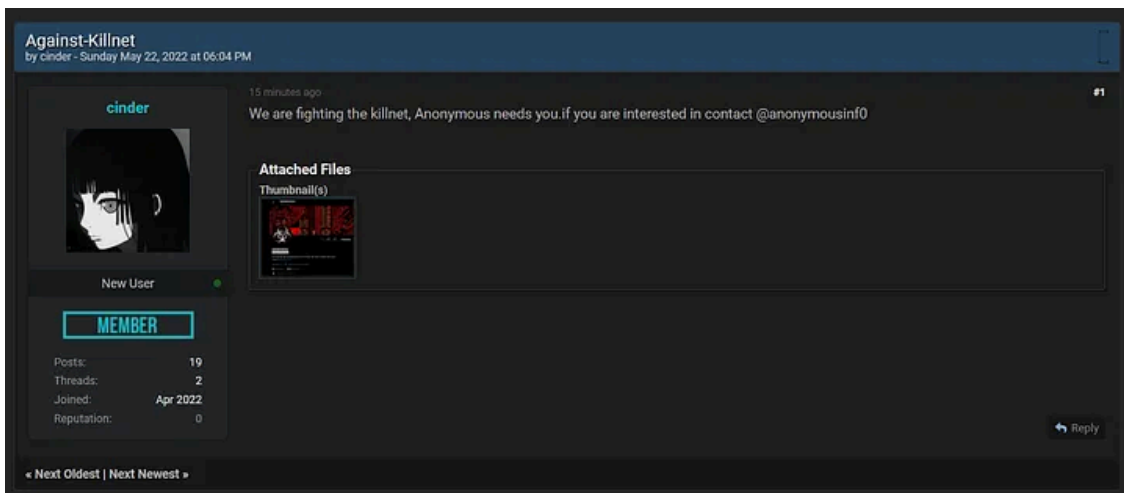 Against-Killnet
by cinder - Sunday May 22, 2022 at 06:04 PM
cinder
New User
MEMBER
Posts: 19
Threads: 2
Joined: Apr 2022
Reputation: 0
15 minutes ago #1
We are fighting the killnet, Anonymous needs you.if you are interested in contact @anonymousinf0
Attached Files
Thumbnail(s)
Reply
« Next Oldest | Next Newest »